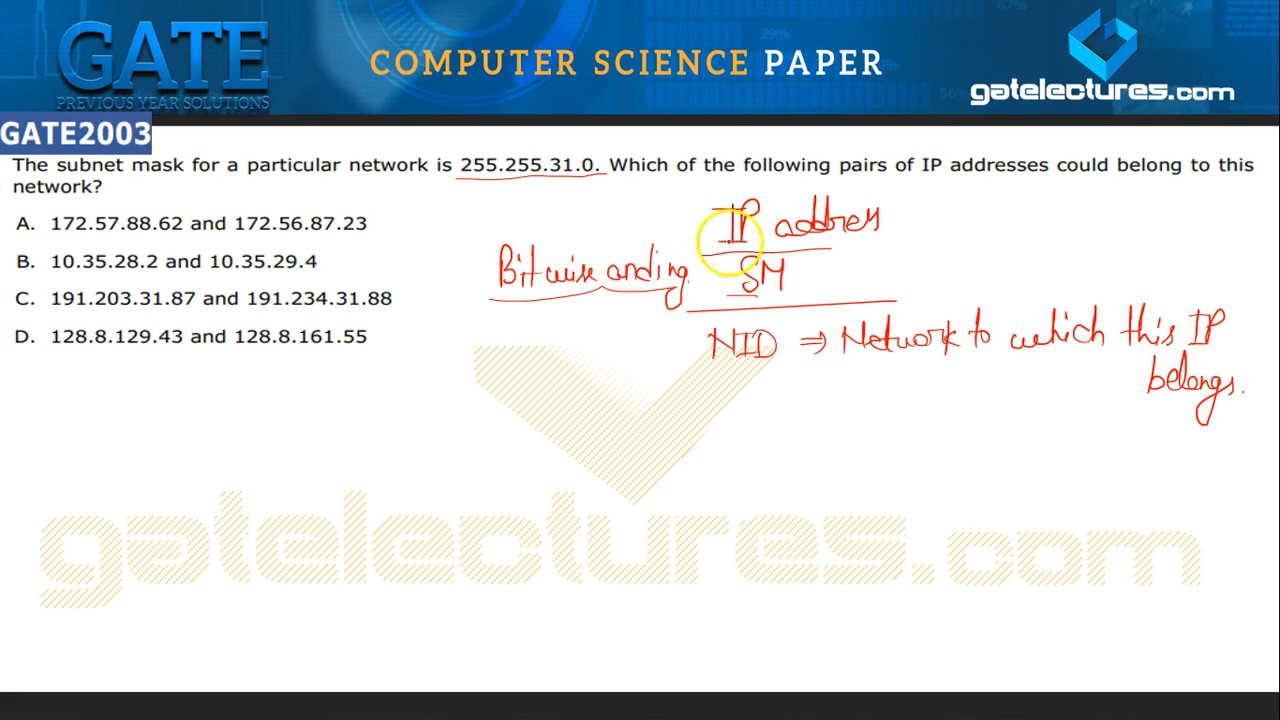 GATE
PREVIOUS YEAR SOLUTIONS
COMPUTER SCIENCE PAPER
gatelectures.com
GATE2003
The subnet mask for a particular network is 255.255.31.0. Which of the following pairs of IP addresses could belong to this
network?
A. 172.57.88.62 and 172.56.87.23
B. 10.35.28.2 and 10.35.29.4
C. 191.203.31.87 and 191.234.31.88
D. 128.8.129.43 and 128.8.161.55
IP address
Bitwise anding
SM
NID ⇒ Network to which this IP
belongs.
gatelectures.com